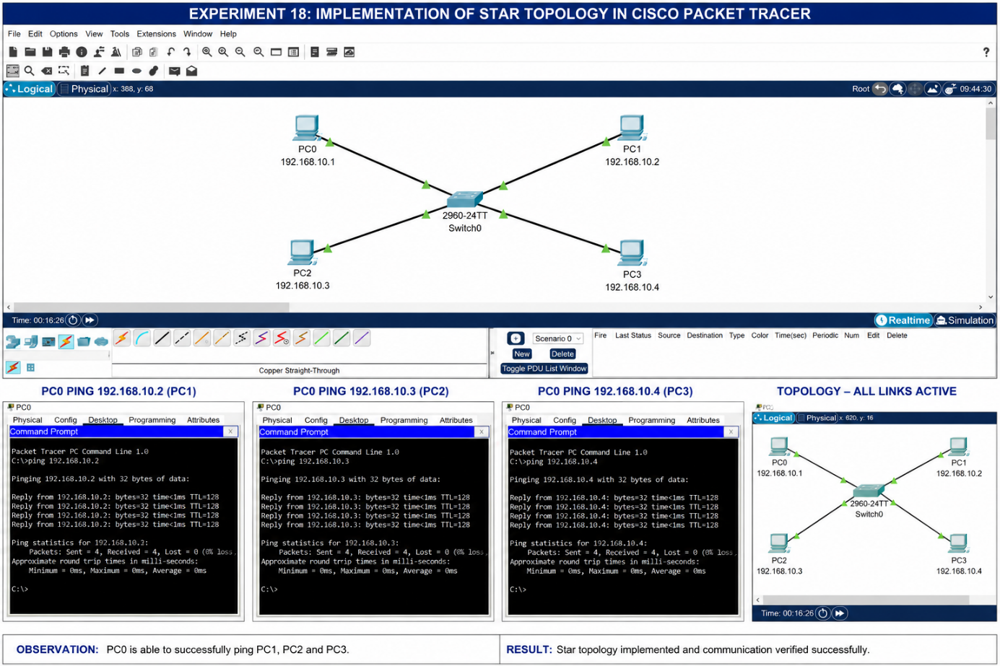 EXPERIMENT 18: IMPLEMENTATION OF STAR TOPOLOGY IN CISCO PACKET TRACER
File Edit Options View Tools Extensions Window Help
?
Logical Physical x: 388, y: 68 Root 09:44:30
PC0
192.168.10.1
PC1
192.168.10.2
2960-24TT
Switch0
PC2
192.168.10.3
PC3
192.168.10.4
Time: 00:16:26 Realtime Simulation
Scenario 0
New Delete
Toggle PDU List Window
Fire Last Status Source Destination Type Color Time(sec) Periodic Num Edit Delete
Copper Straight-Through
PC0 PING 192.168.10.2 (PC1)
PC0
Physical Config Desktop Programming Attributes
Command Prompt X
Packet Tracer PC Command Line 1.0
C:\>ping 192.168.10.2
Pinging 192.168.10.2 with 32 bytes of data:
Reply from 192.168.10.2: bytes=32 time<1ms TTL=128
Reply from 192.168.10.2: bytes=32 time<1ms TTL=128
Reply from 192.168.10.2: bytes=32 time<1ms TTL=128
Reply from 192.168.10.2: bytes=32 time<1ms TTL=128
Ping statistics for 192.168.10.2:
Packets: Sent = 4, Received = 4, Lost = 0 (0% loss,
Approximate round trip times in milli-seconds:
Minimum = 0ms, Maximum = 0ms, Average = 0ms
C:\>
PC0 PING 192.168.10.3 (PC2)
PC0
Physical Config Desktop Programming Attributes
Command Prompt X
Packet Tracer PC Command Line 1.0
C:\>ping 192.168.10.3
Pinging 192.168.10.3 with 32 bytes of data:
Reply from 192.168.10.3: bytes=32 time<1ms TTL=128
Reply from 192.168.10.3: bytes=32 time<1ms TTL=128
Reply from 192.168.10.3: bytes=32 time<1ms TTL=128
Reply from 192.168.10.3: bytes=32 time<1ms TTL=128
Ping statistics for 192.168.10.3:
Packets: Sent = 4, Received = 4, Lost = 0 (0% loss,
Approximate round trip times in milli-seconds:
Minimum = 0ms, Maximum = 0ms, Average = 0ms
C:\>
PC0 PING 192.168.10.4 (PC3)
PC0
Physical Config Desktop Programming Attributes
Command Prompt X
Packet Tracer PC Command Line 1.0
C:\>ping 192.168.10.4
Pinging 192.168.10.4 with 32 bytes of data:
Reply from 192.168.10.4: bytes=32 time<1ms TTL=128
Reply from 192.168.10.4: bytes=32 time<1ms TTL=128
Reply from 192.168.10.4: bytes=32 time<1ms TTL=128
Reply from 192.168.10.4: bytes=32 time<1ms TTL=128
Ping statistics for 192.168.10.4:
Packets: Sent = 4, Received = 4, Lost = 0 (0% loss,
Approximate round trip times in milli-seconds:
Minimum = 0ms, Maximum = 0ms, Average = 0ms
C:\>
TOPOLOGY – ALL LINKS ACTIVE
Logical Physical x: 620, y: 16
PC0
192.168.10.1
PC1
192.168.10.2
2960-24TT
Switch0
PC2
192.168.10.3
PC3
192.168.10.4
Time: 00:16:26
OBSERVATION: PC0 is able to successfully ping PC1, PC2 and PC3.
RESULT: Star topology implemented and communication verified successfully.